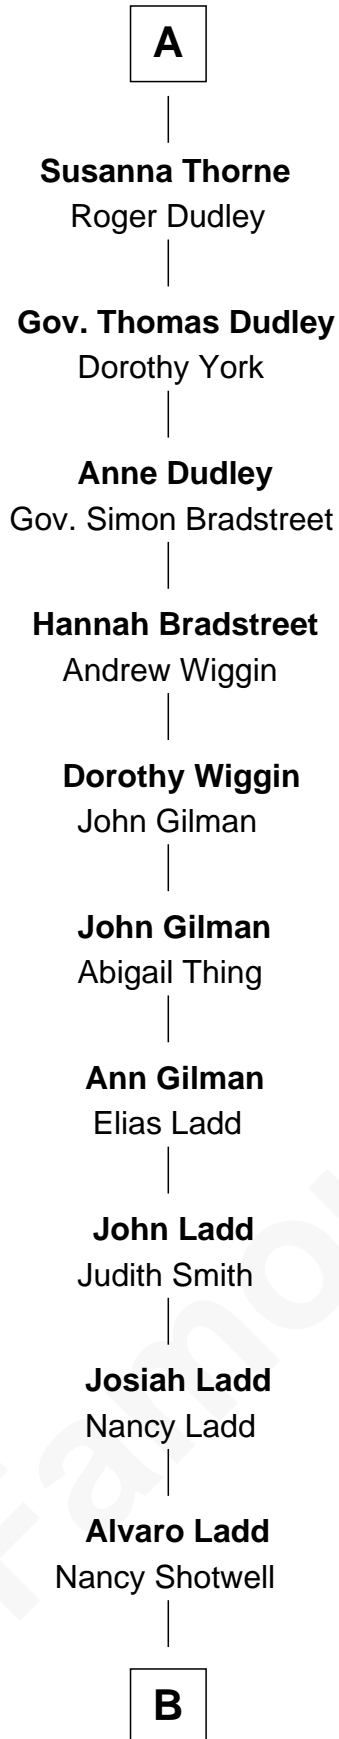 A
Susanna Thorne
Roger Dudley
Gov. Thomas Dudley
Dorothy York
Anne Dudley
Gov. Simon Bradstreet
Hannah Bradstreet
Andrew Wiggin
Dorothy Wiggin
John Gilman
John Gilman
Abigail Thing
Ann Gilman
Elias Ladd
John Ladd
Judith Smith
Josiah Ladd
Nancy Ladd
Alvaro Ladd
Nancy Shotwell
B